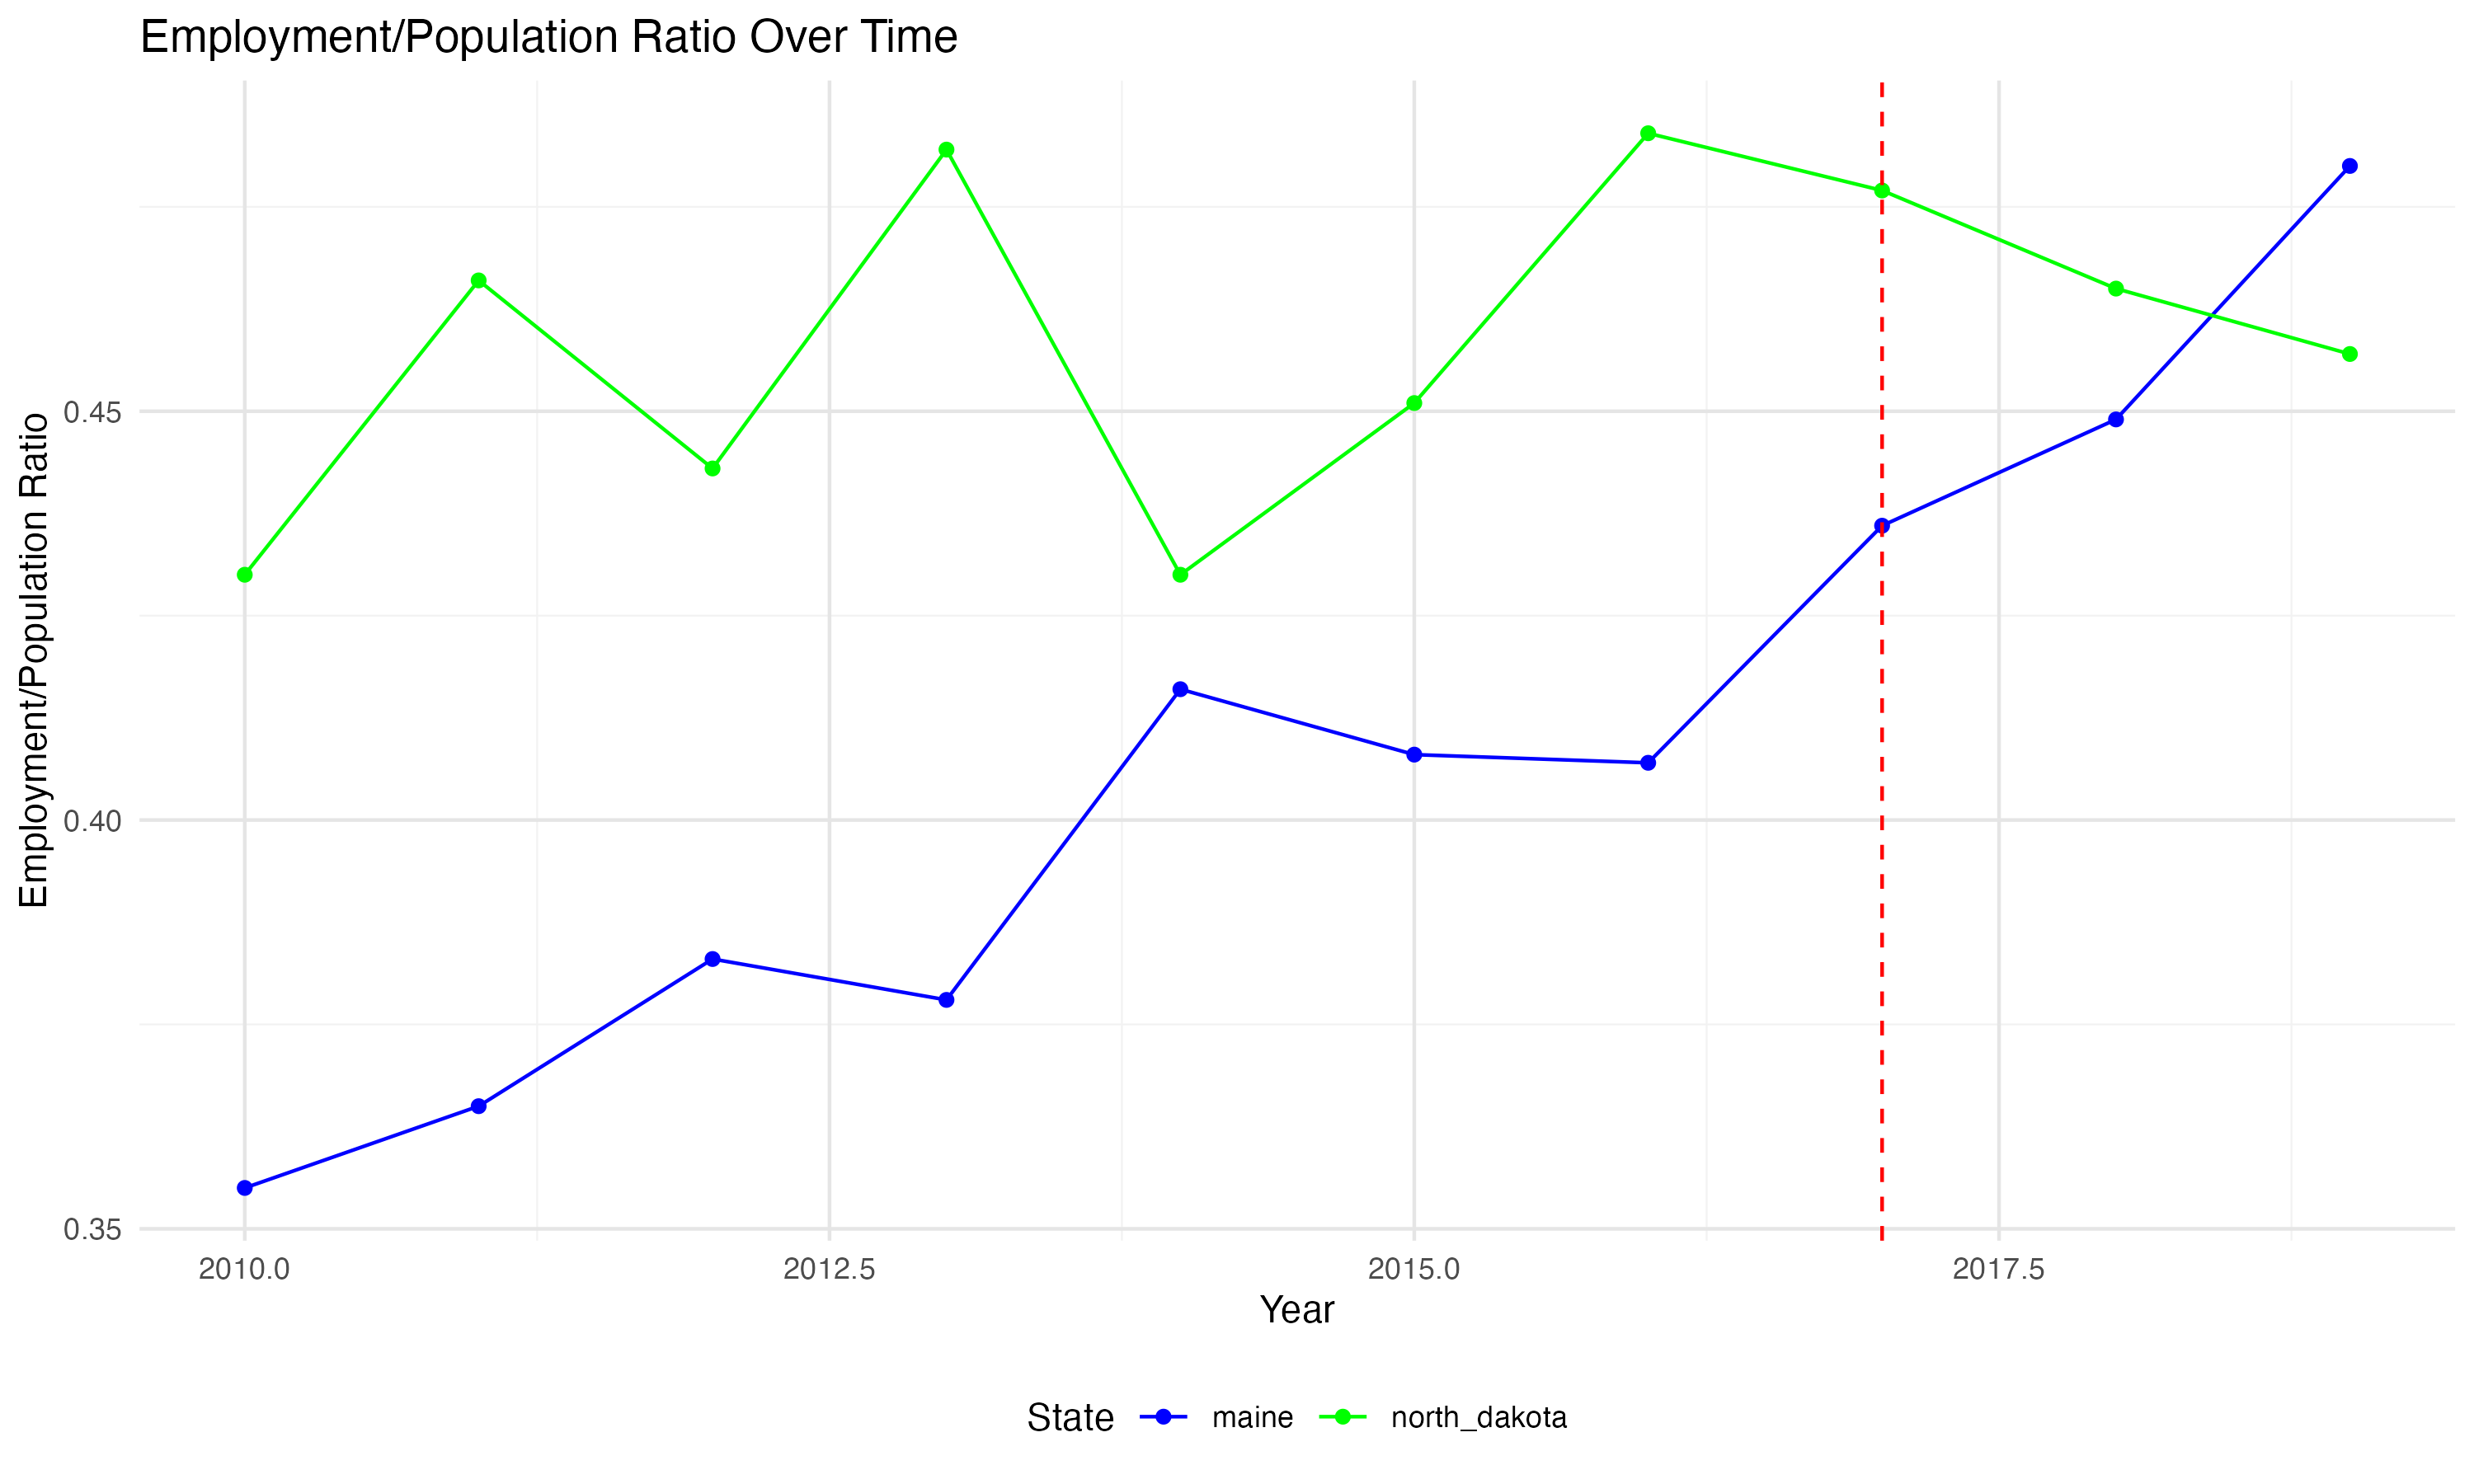 Employment/Population Ratio Over Time
Employment/Population Ratio
0.45
0.40
0.35
2010.0 2012.5 2015.0 2017.5
Year
State maine north_dakota